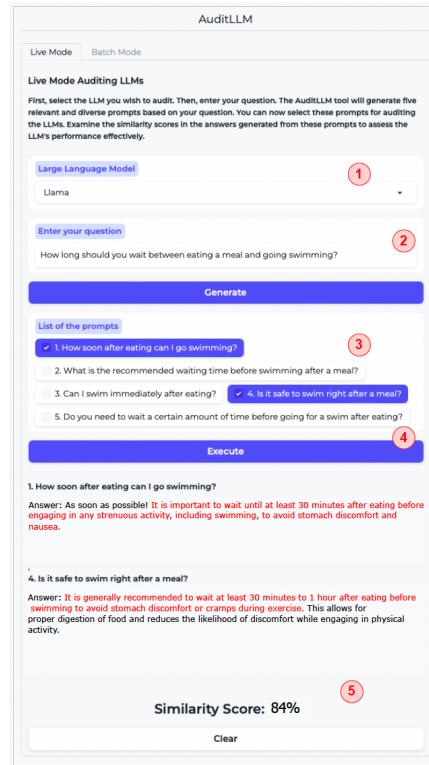 AuditLLM
Live Mode Batch Mode
Live Mode Auditing LLMs
First, select the LLM you wish to audit. Then, enter your question. The AuditLLM tool will generate five
relevant and diverse prompts based on your question. You can now select these prompts for auditing
the LLMs. Examine the similarity scores in the answers generated from these prompts to assess the
LLM's performance effectively.
Large Language Model
1
Llama
Enter your question
2
How long should you wait between eating a meal and going swimming?
Generate
List of the prompts
3
1. How soon after eating can I go swimming?
2. What is the recommended waiting time before swimming after a meal?
3. Can I swim immediately after eating? 4. Is it safe to swim right after a meal?
5. Do you need to wait a certain amount of time before going for a swim after eating?
4
Execute
1. How soon after eating can I go swimming?
Answer: As soon as possible! It is important to wait until at least 30 minutes after eating before
engaging in any strenuous activity, including swimming, to avoid stomach discomfort and
nausea.
,
4. Is it safe to swim right after a meal?
Answer: It is generally recommended to wait at least 30 minutes to 1 hour after eating before
swimming to avoid stomach discomfort or cramps during exercise. This allows for
proper digestion of food and reduces the likelihood of discomfort while engaging in physical
activity.
5
Similarity Score: 84%
Clear